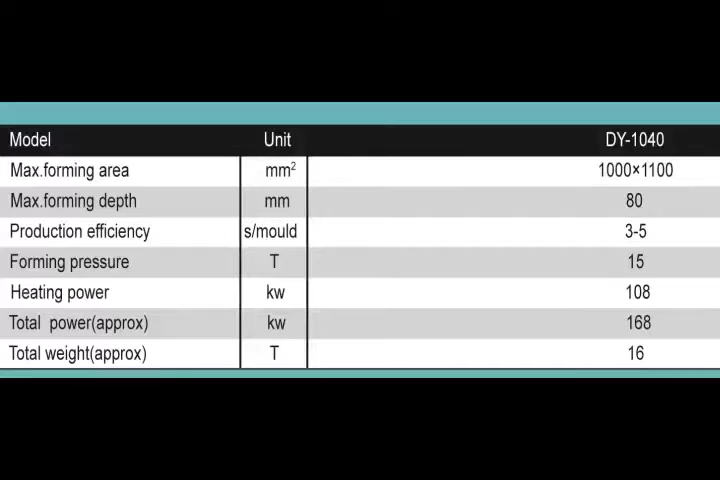 Model Unit DY-1040
Max.forming area mm² 1000×1100
Max.forming depth mm 80
Production efficiency s/mould 3-5
Forming pressure T 15
Heating power kw 108
Total power(approx) kw 168
Total weight(approx) T 16